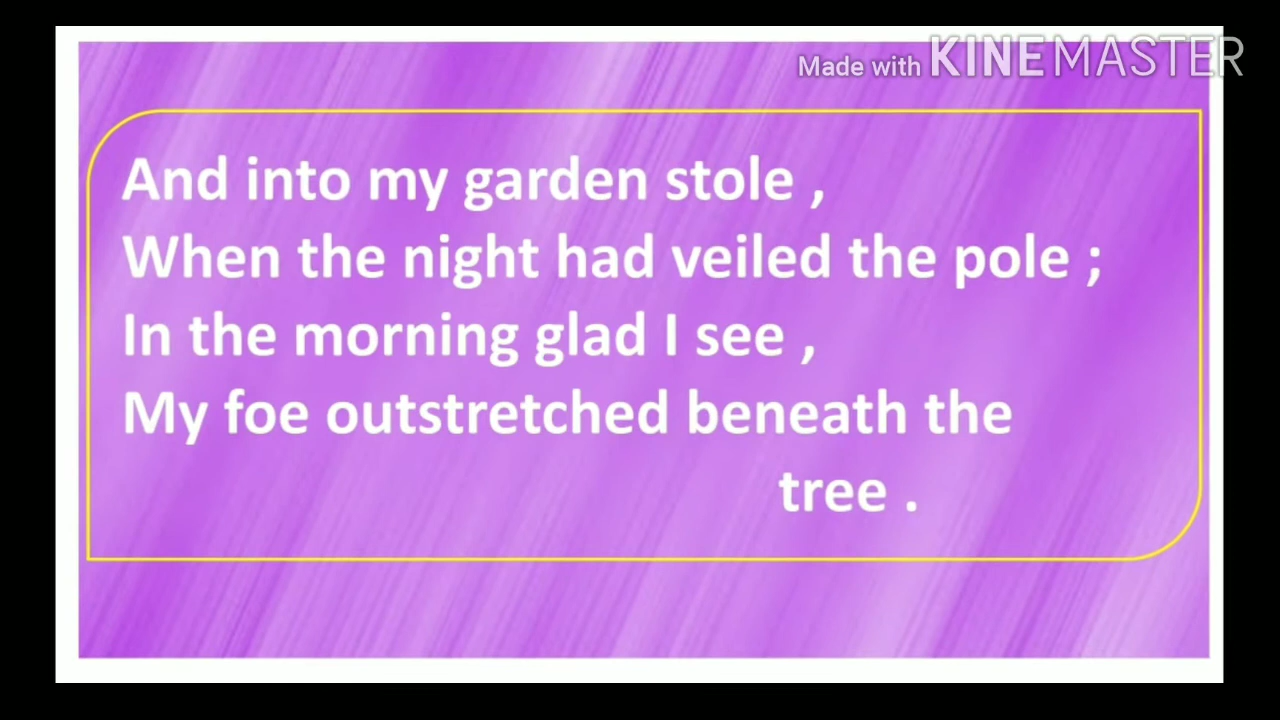 Made with KINEMASTER
And into my garden stole ,
When the night had veiled the pole ;
In the morning glad I see ,
My foe outstretched beneath the
tree .